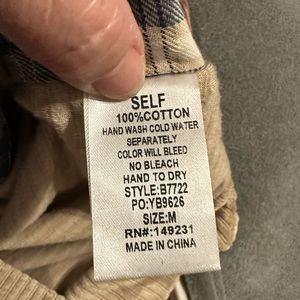 SELF
100%COTTON
HAND WASH COLD WATER
SEPARATELY
COLOR WILL BLEED
NO BLEACH
HAND TO DRY
STYLE:B7722
PO:YB9626
SIZE:M
RN#:149231
MADE IN CHINA